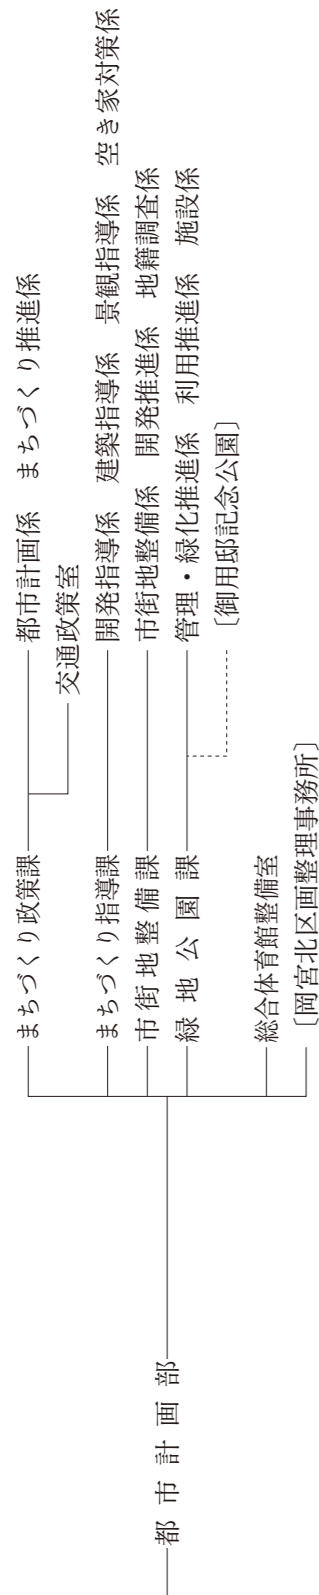 都市計画部
まちづくり政策課 都市計画係 まちづくり推進係
交通政策室
まちづくり指導課 開発指導係 建築指導係 景観指導係 空き家対策係
市街地整備課 市街地整備係 開発推進係 地籍調査係
緑地公園課 管理・緑化推進係 利用推進係 施設係
〔御用邸記念公園〕
総合体育館整備室
〔岡宮北区画整理事務所〕